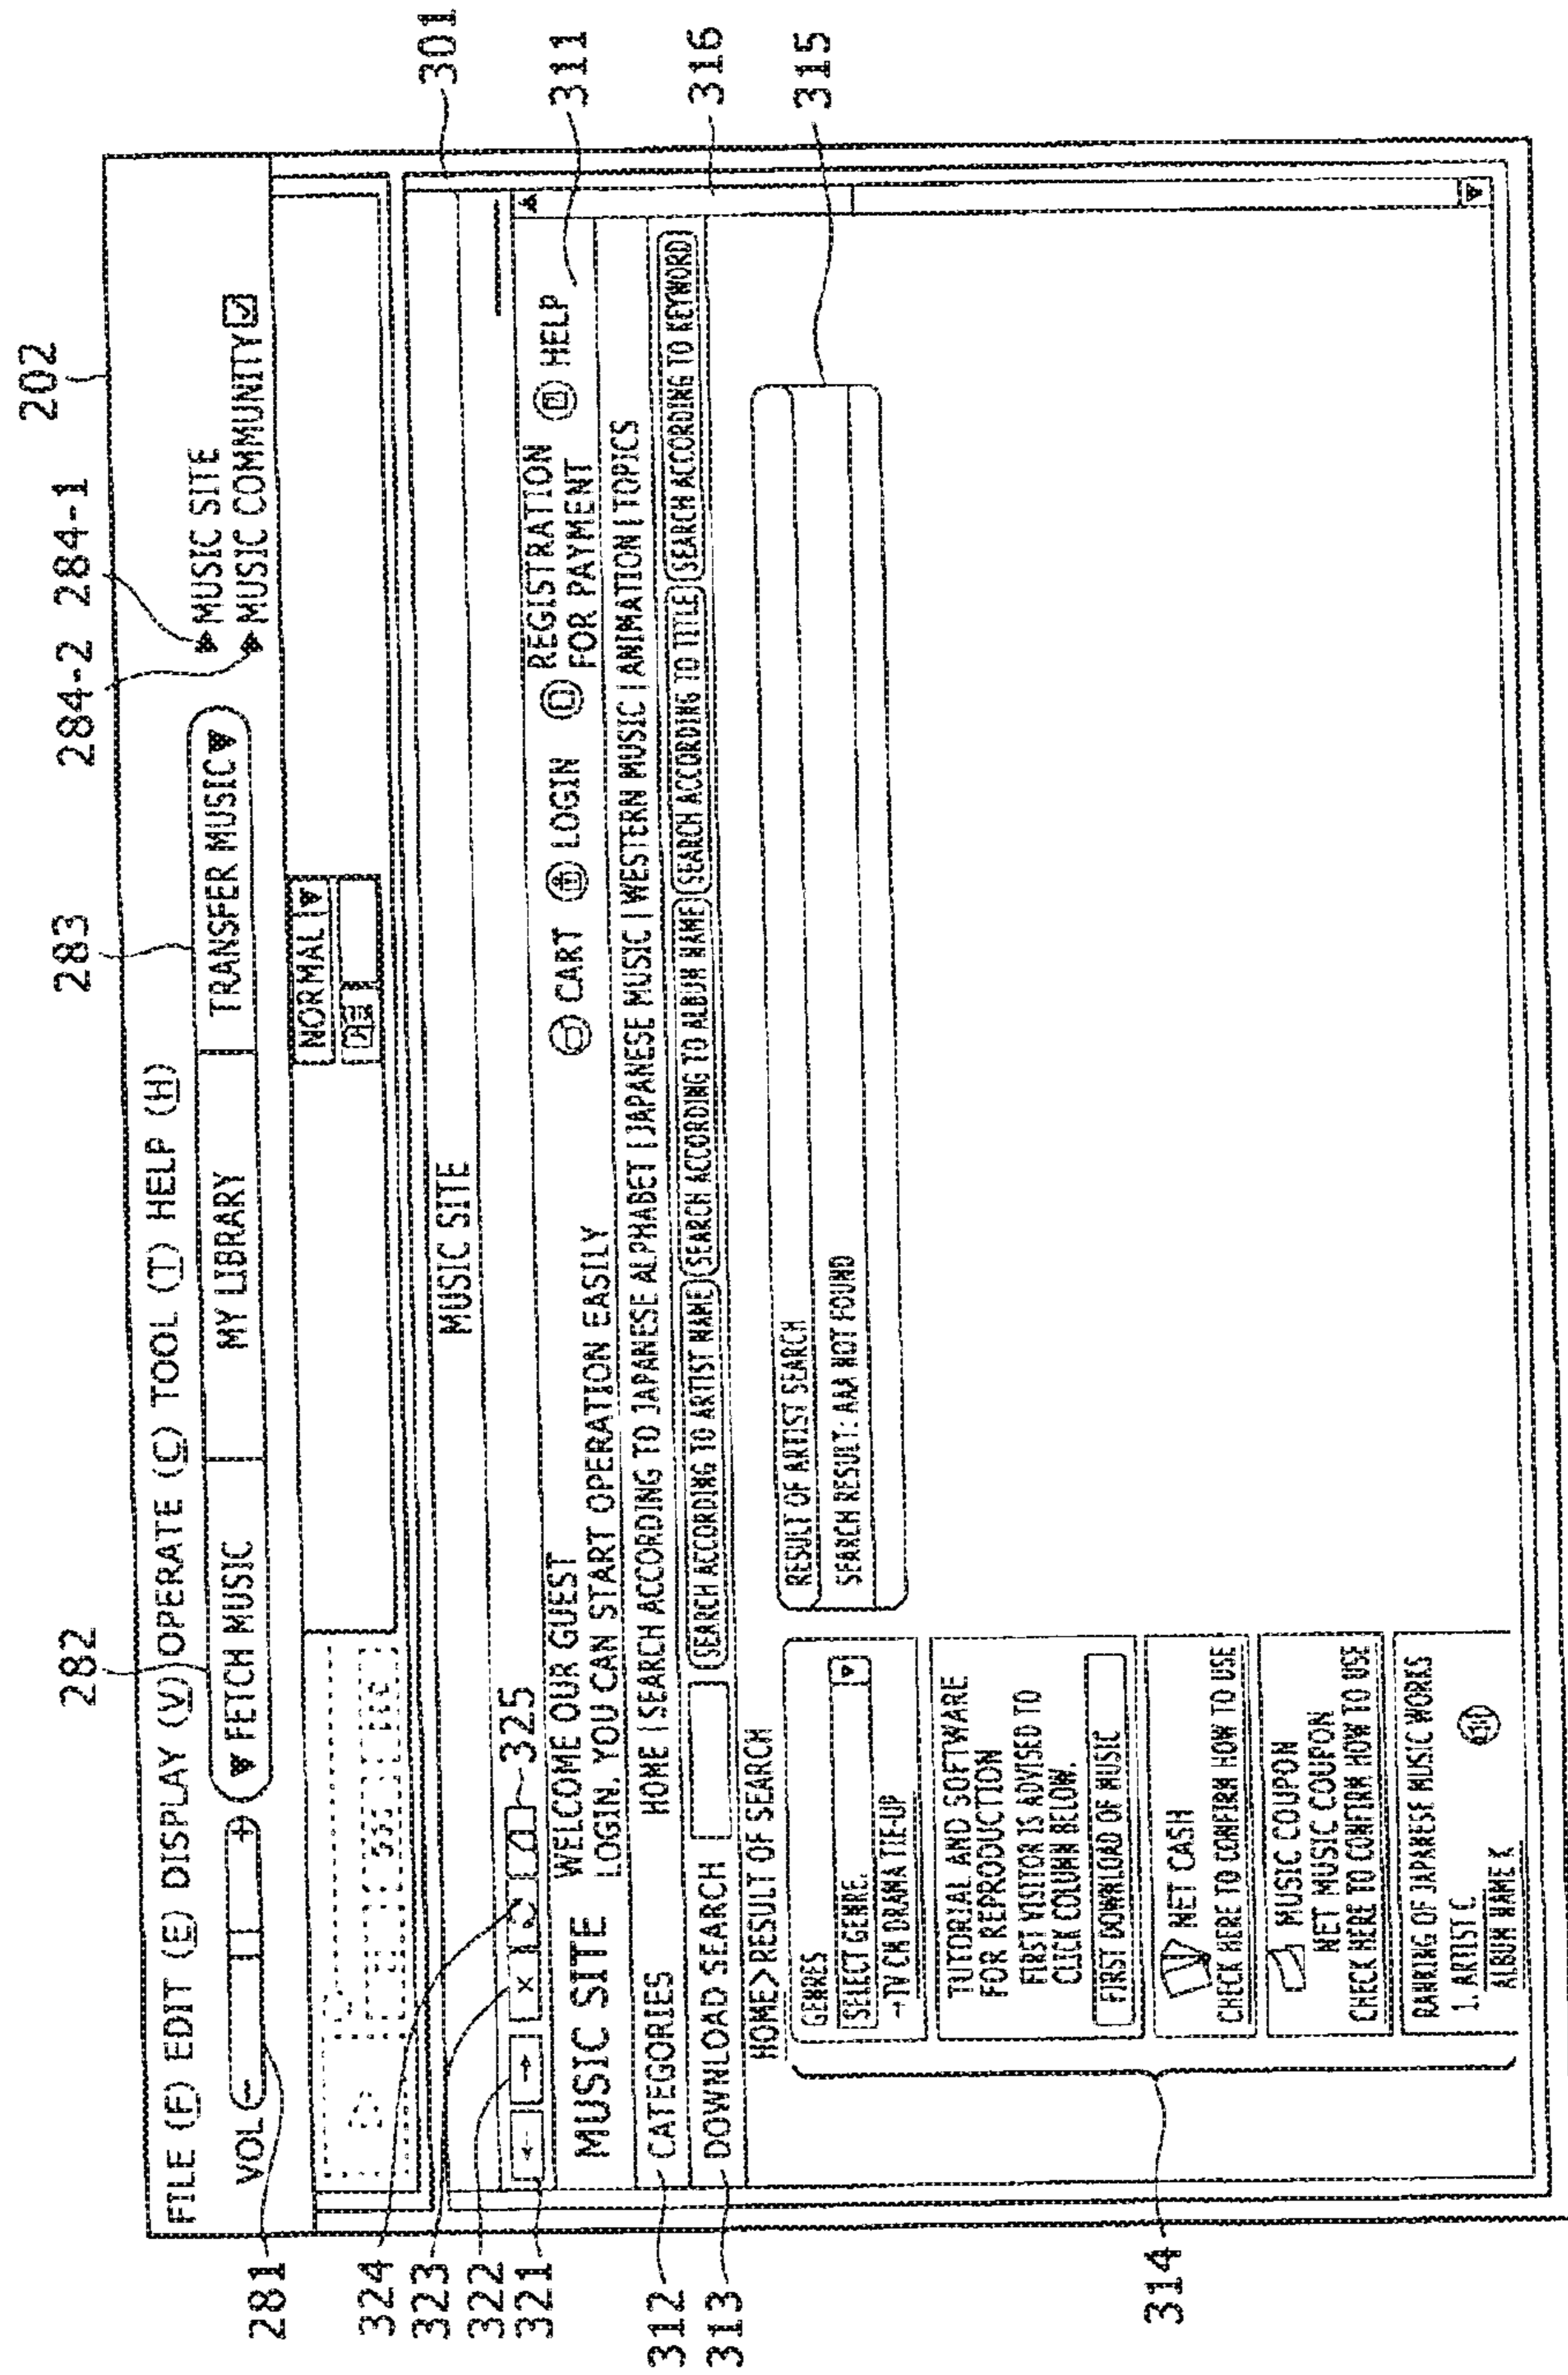 202
FILE (F) EDIT (E) DISPLAY (V) OPERATE (C) TOOL (T) HELP (H)
281
282
283
284-2 284-1
VOL - +
FETCH MUSIC
MY LIBRARY
TRANSFER MUSIC
MUSIC SITE
MUSIC COMMUNITY
NORMAL
301
MUSIC SITE
324
323
322
321
325
← → ×
MUSIC SITE
WELCOME OUR GUEST
LOGIN. YOU CAN START OPERATION EASILY
CART
LOGIN
REGISTRATION
FOR PAYMENT
HELP
311
312
CATEGORIES
HOME | SEARCH ACCORDING TO JAPANESE ALPHABET | JAPANESE MUSIC | WESTERN MUSIC | ANIMATION | TOPICS
313
DOWNLOAD SEARCH
SEARCH ACCORDING TO ARTIST NAME
SEARCH ACCORDING TO ALBUM NAME
SEARCH ACCORDING TO TITLE
SEARCH ACCORDING TO KEYWORD
316
HOME>RESULT OF SEARCH
315
RESULT OF ARTIST SEARCH
SEARCH RESULT: AAA NOT FOUND
314
GENRES
SELECT GENRE.
→TV CM DRAMA TIE-UP
TUTORIAL AND SOFTWARE
FOR REPRODUCTION
FIRST VISITOR IS ADVISED TO
CLICK COLUMN BELOW.
FIRST DOWNLOAD OF MUSIC
NET CASH
CHECK HERE TO CONFIRM HOW TO USE
MUSIC COUPON
NET MUSIC COUPON
CHECK HERE TO CONFIRM HOW TO USE
RANKING OF JAPANESE MUSIC WORKS
1. ARTIST C
ALBUM NAME K